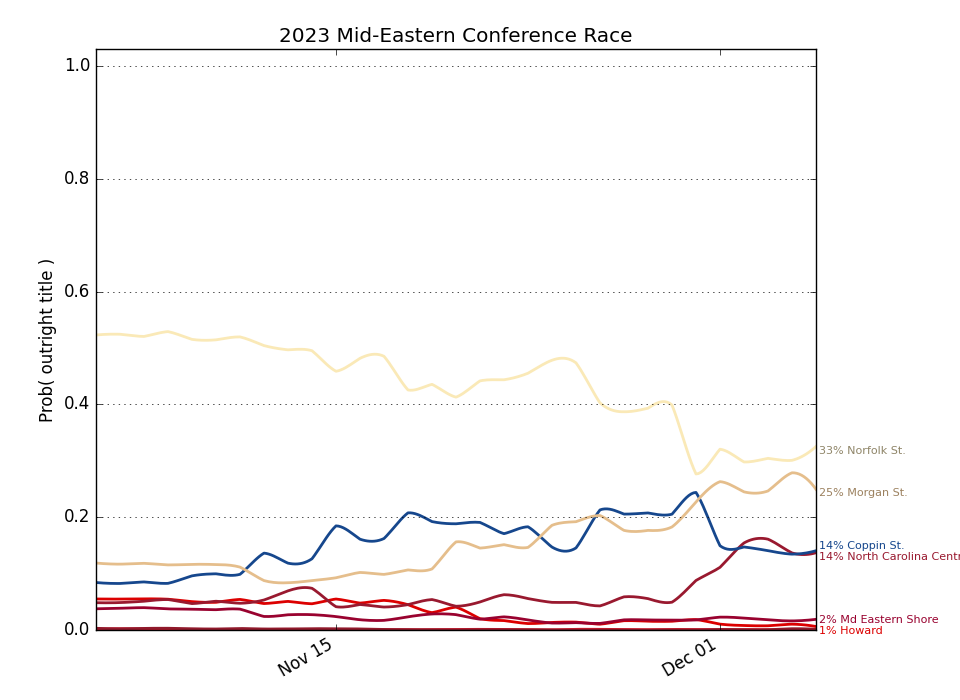 2023 Mid-Eastern Conference Race
Prob( outright title )
1.0
0.8
0.6
0.4
0.2
0.0
Nov 15
Dec 01
33% Norfolk St.
25% Morgan St.
14% Coppin St.
14% North Carolina Centr
2% Md Eastern Shore
1% Howard